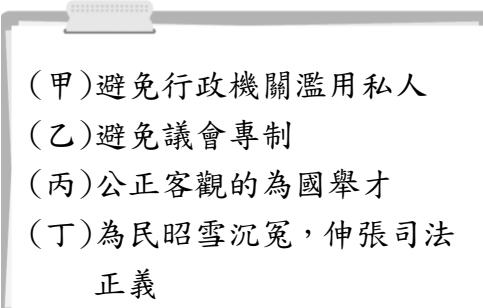 (甲)避免行政機關濫用私人
(乙)避免議會專制
(丙)公正客觀的為國舉才
(丁)為民昭雪沉冤，伸張司法
正義